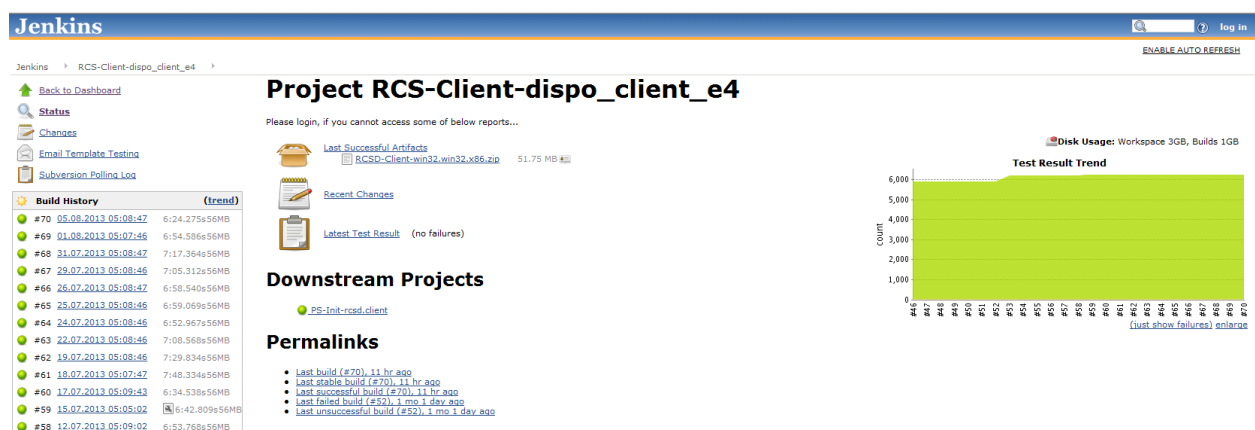 Jenkins
log in
ENABLE AUTO REFRESH
Jenkins
RCS-Client-dispo_client_e4
Back to Dashboard
Status
Changes
Email Template Testing
Subversion Polling Log
Build History (trend)
#70 05.08.2013 05:08:47 6:24.275s56MB
#69 01.08.2013 05:07:46 6:54.586s56MB
#68 31.07.2013 05:08:47 7:17.364s56MB
#67 29.07.2013 05:08:46 7:05.312s56MB
#66 26.07.2013 05:08:47 6:58.540s56MB
#65 25.07.2013 05:08:46 6:59.069s56MB
#64 24.07.2013 05:08:46 6:52.967s56MB
#63 22.07.2013 05:08:46 7:08.568s56MB
#62 19.07.2013 05:08:46 7:29.834s56MB
#61 18.07.2013 05:07:47 7:48.334s56MB
#60 17.07.2013 05:09:43 6:34.538s56MB
#59 15.07.2013 05:05:02 6:42.809s56MB
#58 12.07.2013 05:09:02 6:53.768s56MB
Project RCS-Client-dispo_client_e4
Please login, if you cannot access some of below reports...
Last Successful Artifacts
RCSD-Client-win32.win32.x86.zip 51.75 MB
Recent Changes
Latest Test Result (no failures)
Downstream Projects
PS-Init-rcsd.client
Permalinks
Last build (#70), 11 hr ago
Last stable build (#70), 11 hr ago
Last successful build (#70), 11 hr ago
Last failed build (#52), 1 mo 1 day ago
Last unsuccessful build (#52), 1 mo 1 day ago
Disk Usage: Workspace 3GB, Builds 1GB
Test Result Trend
6,000
5,000
4,000
3,000
2,000
1,000
0
count
#46 #47 #48 #49 #50 #51 #52 #53 #54 #55 #56 #57 #58 #59 #60 #61 #62 #63 #64 #65 #66 #67 #68 #69 #70
(just show failures) enlarge